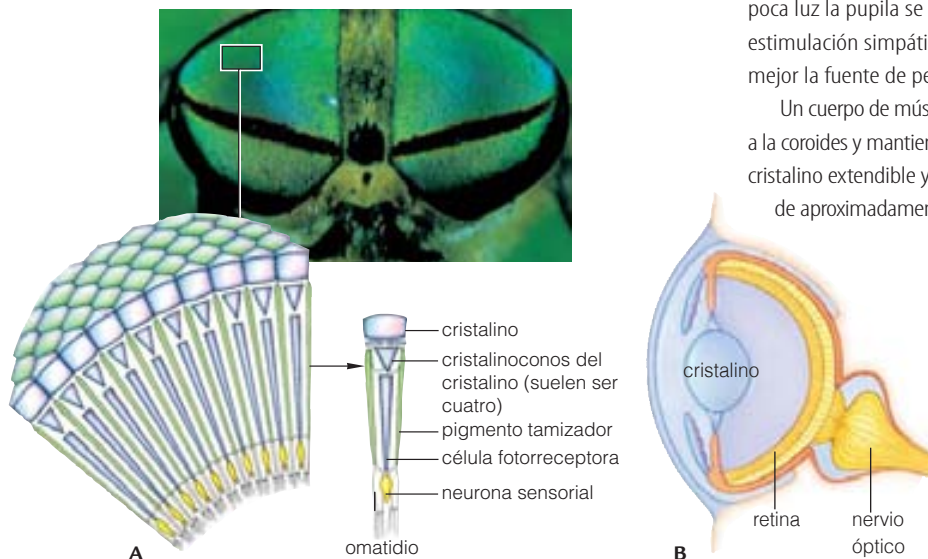 poca luz la pupila se
estimulación simpáti
mejor la fuente de pe
Un cuerpo de mús
a la coroides y mantien
cristalino extendible y
de aproximadamen
cristalino
cristalinoconos del
cristalino (suelen ser
cuatro)
pigmento tamizador
célula fotorreceptora
neurona sensorial
omatidio
A
cristalino
retina
nervio
óptico
B